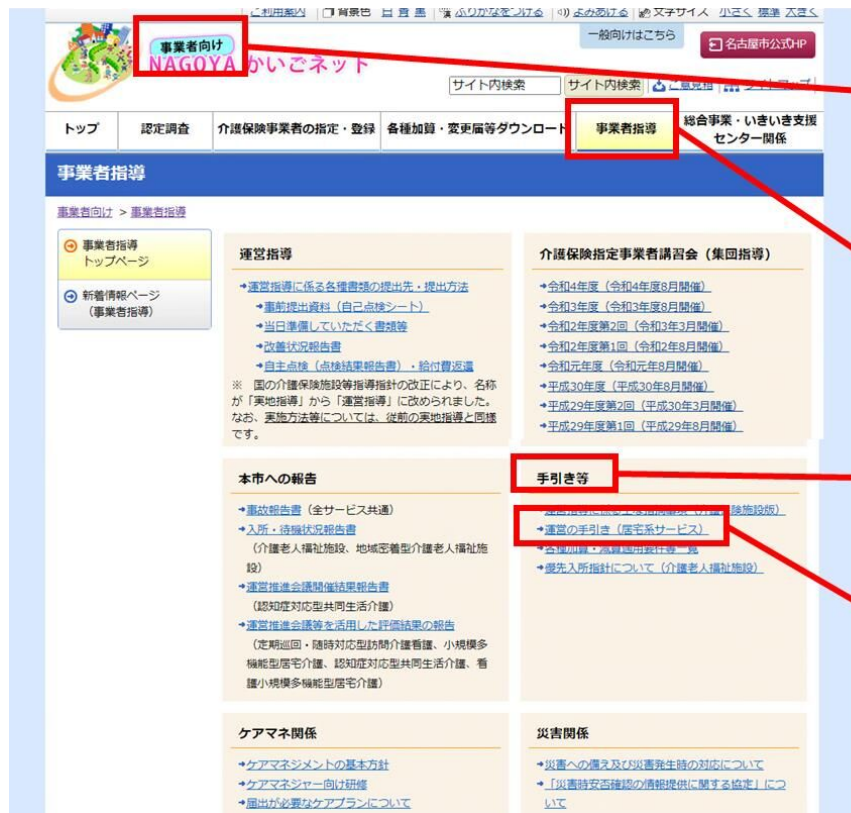 ご利用案内 背景色 白 青 黒 ふりがなをつける よみあげる 文字サイズ 小さく 標準 大きく
一般向けはこちら
名古屋市公式HP
事業者向け
NAGOYA かいごネット
サイト内検索 サイト内検索 ご意見箱 サイトマップ
トップ 認定調査 介護保険事業者の指定・登録 各種加算・変更届等ダウンロード 事業者指導 総合事業・いきいき支援センター関係
事業者指導
事業者向け > 事業者指導
事業者指導
トップページ
新着情報ページ
(事業者指導)
運営指導
運営指導に係る各種書類の提出先・提出方法
事前提出資料(自己点検シート)
当日準備していただく書類等
改善状況報告書
自主点検(点検結果報告書)・給付費返還
※ 国の介護保険施設等指導指針の改正により、名称
が「実地指導」から「運営指導」に改められました。
なお、実施方法等については、従前の実地指導と同様
です。
介護保険指定事業者講習会(集団指導)
令和4年度(令和4年度8月開催)
令和3年度(令和3年度8月開催)
令和2年度第2回(令和3年3月開催)
令和2年度第1回(令和2年8月開催)
令和元年度(令和元年8月開催)
平成30年度(平成30年8月開催)
平成29年度第2回(平成30年3月開催)
平成29年度第1回(平成29年8月開催)
本市への報告
事故報告書(全サービス共通)
入所・待機状況報告書
(介護老人福祉施設、地域密着型介護老人福祉施
設)
運営推進会議開催結果報告書
(認知症対応型共同生活介護)
運営推進会議等を活用した評価結果の報告
(定期巡回・随時対応型訪問介護看護、小規模多
機能型居宅介護、認知症対応型共同生活介護、看
護小規模多機能型居宅介護)
手引き等
運営指導に係る主な指摘事項(介護保険施設版)
運営の手引き(居宅系サービス)
各種加算・減算適用要件等一覧
優先入所指針について(介護老人福祉施設)
ケアマネ関係
ケアマネジメントの基本方針
ケアマネジャー向け研修
届出が必要なケアプランについて
災害関係
災害への備え及び災害発生時の対応について
「災害時安否確認の情報提供に関する協定」につ
いて